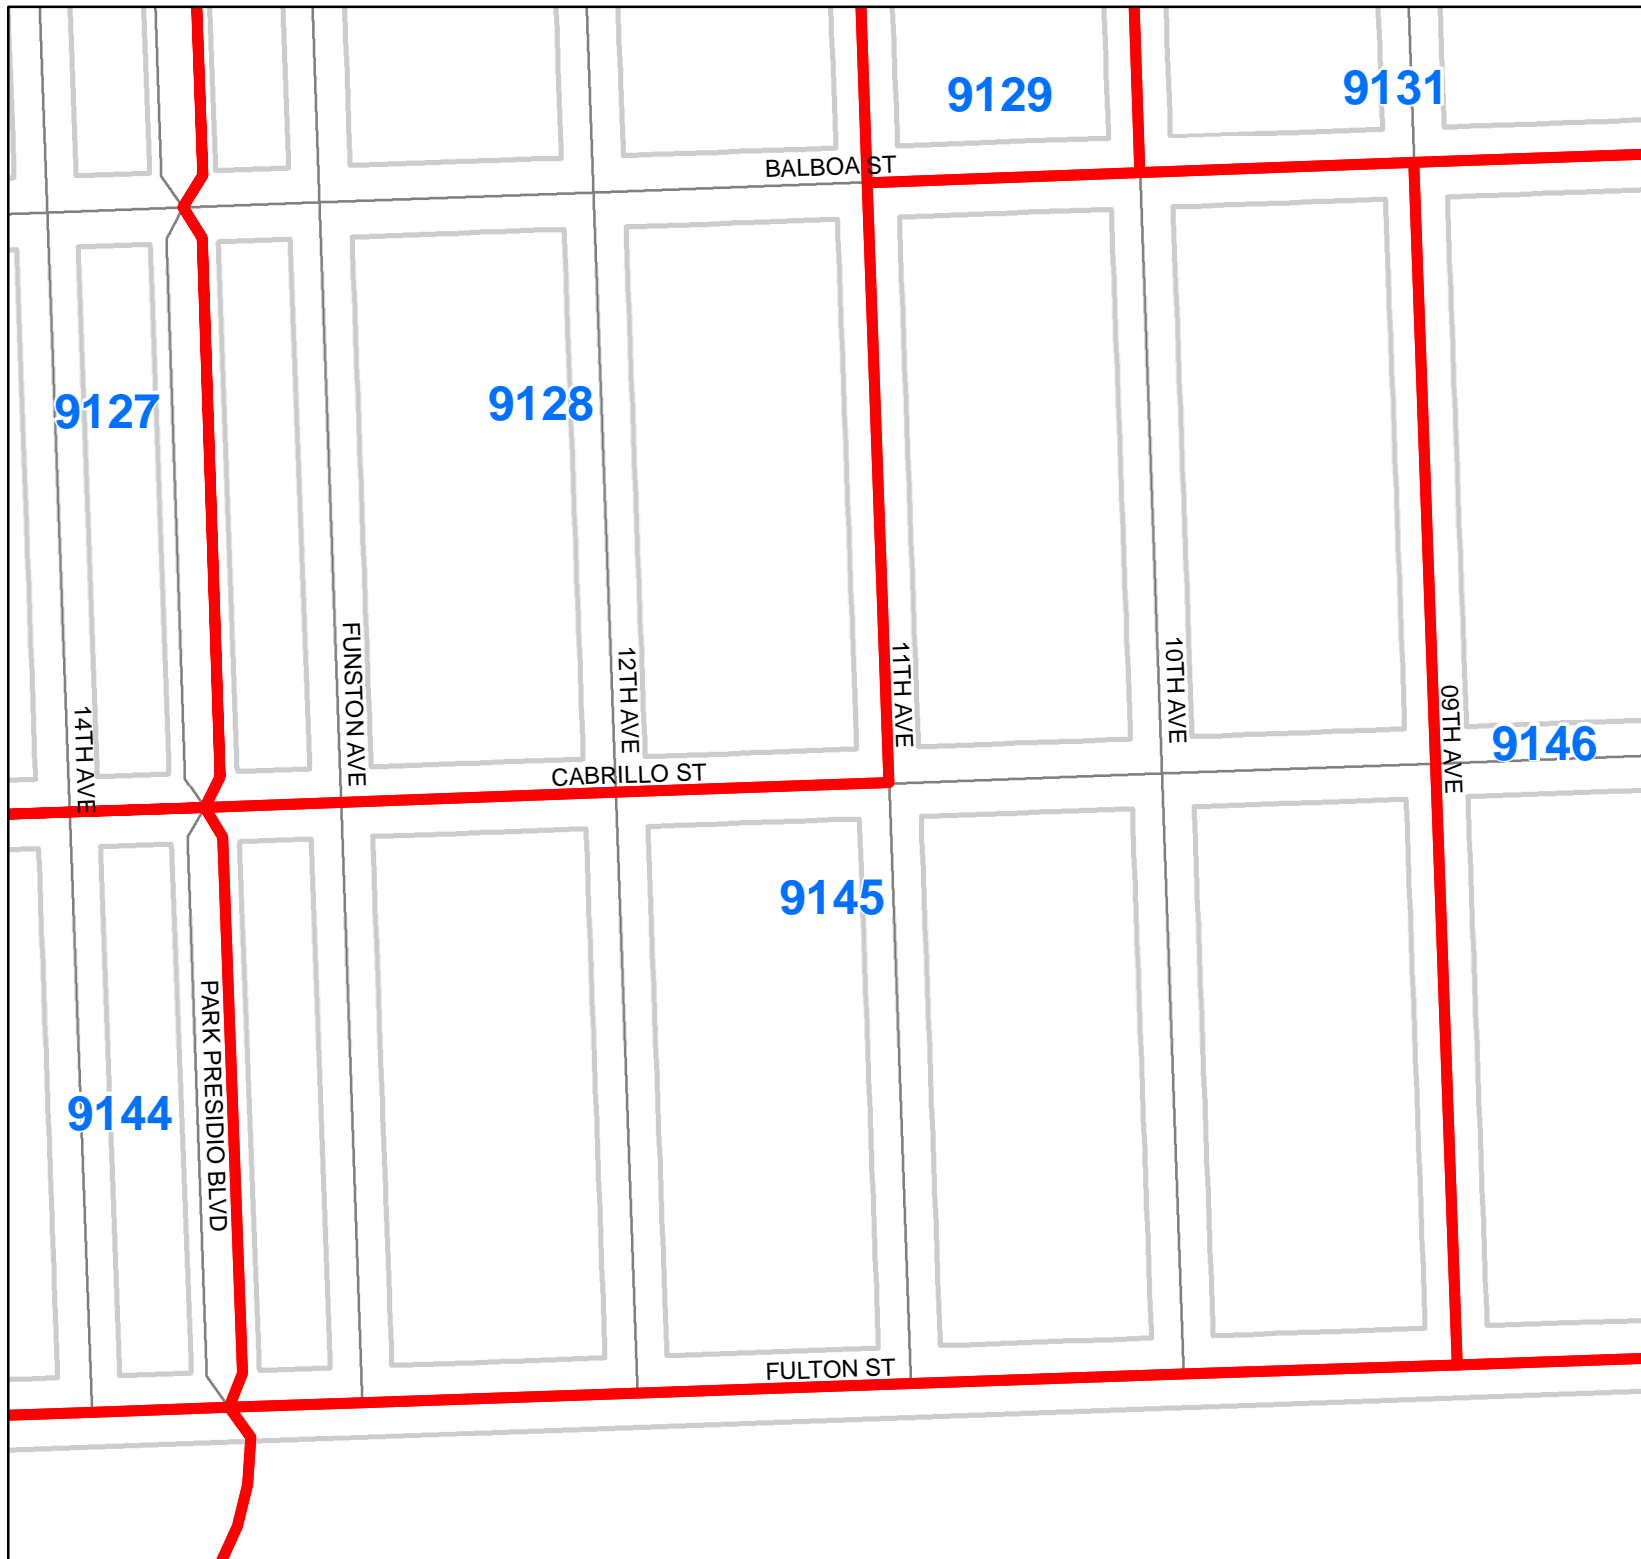 9129
9131
BALBOA ST
9127
9128
FUNSTON AVE
12TH AVE
11TH AVE
10TH AVE
09TH AVE
14TH AVE
9146
CABRILLO ST
9145
PARK PRESIDIO BLVD
9144
FULTON ST